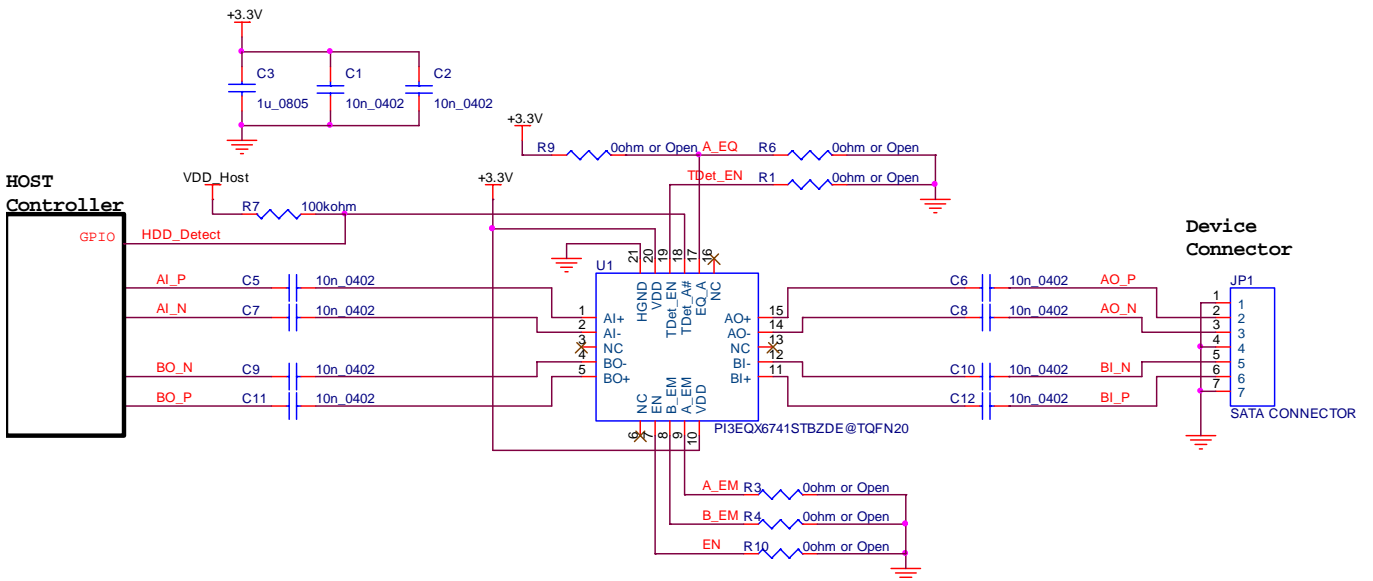 +3.3V
C3
C1
C2
1u_0805
10n_0402
10n_0402
+3.3V
R9
0ohm or Open
A_EQ
R6
0ohm or Open
TDet_EN
R1
0ohm or Open
HOST
Controller
VDD_Host
+3.3V
R7
100kohm
GPIO
HDD_Detect
Device
Connector
21
20
19
18
17
16
U1
HGND
VDD
TDet_EN
TDet_A#
EQ_A
NC
AI_P
C5
10n_0402
C6
10n_0402
AO_P
JP1
AI_N
C7
10n_0402
C8
10n_0402
AO_N
1
AI+
2
AI-
3
NC
4
BO-
5
BO+
15
AO+
14
AO-
13
NC
12
BI-
11
BI+
1
1
2
2
3
3
4
4
5
5
6
6
7
7
BO_N
C9
10n_0402
C10
10n_0402
BI_N
BO_P
C11
10n_0402
C12
10n_0402
BI_P
NC
EN
B_EM
A_EM
VDD
6
7
8
9
10
PI3EQX6741STBZDE@TQFN20
SATA CONNECTOR
A_EM
R3
0ohm or Open
B_EM
R4
0ohm or Open
EN
R10
0ohm or Open